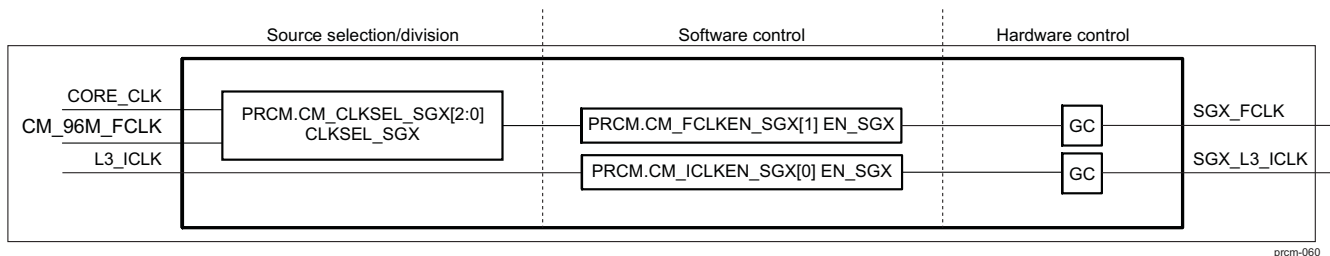 Source selection/division
Software control
Hardware control
CORE_CLK
CM_96M_FCLK
L3_ICLK
PRCM.CM_CLKSEL_SGX[2:0]
CLKSEL_SGX
PRCM.CM_FCLKEN_SGX[1] EN_SGX
PRCM.CM_ICLKEN_SGX[0] EN_SGX
GC
GC
SGX_FCLK
SGX_L3_ICLK
prcm-060